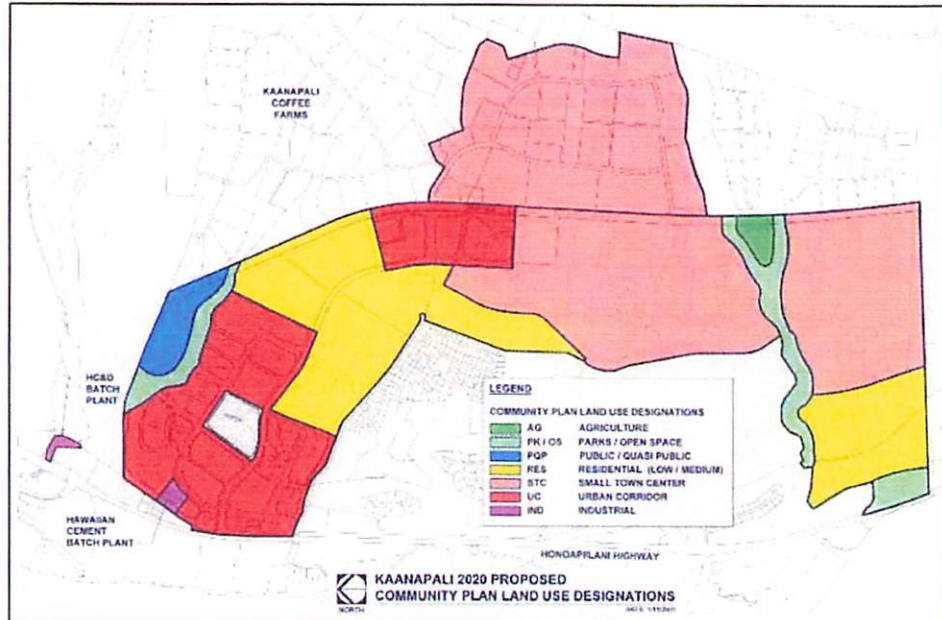 KAANAPALI
COFFEE
FARMS
HC&D
BATCH
PLANT
HAWAIIAN
CEMENT
BATCH PLANT
LEGEND
COMMUNITY PLAN LAND USE DESIGNATIONS
AG AGRICULTURE
PK / OS PARKS / OPEN SPACE
PQP PUBLIC / QUASI PUBLIC
RES RESIDENTIAL (LOW / MEDIUM)
STC SMALL TOWN CENTER
UC URBAN CORRIDOR
IND INDUSTRIAL
HONOAPIILANI HIGHWAY
NORTH
KAANAPALI 2020 PROPOSED
COMMUNITY PLAN LAND USE DESIGNATIONS